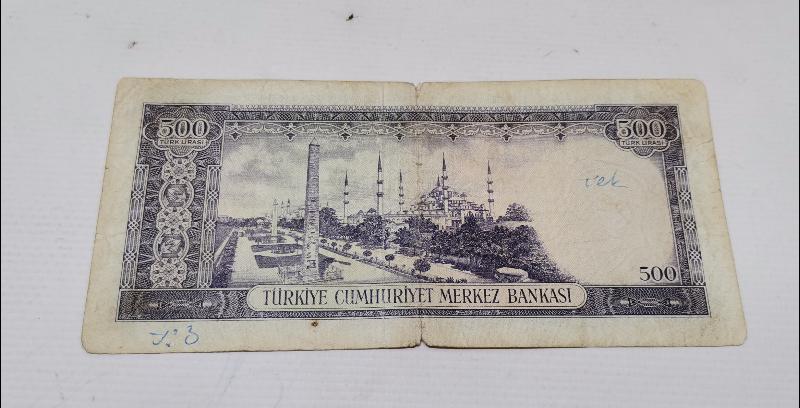 500 500
TÜRK LİRASI TÜRK LİRASI
500
TÜRKİYE CUMHURİYET MERKEZ BANKASI